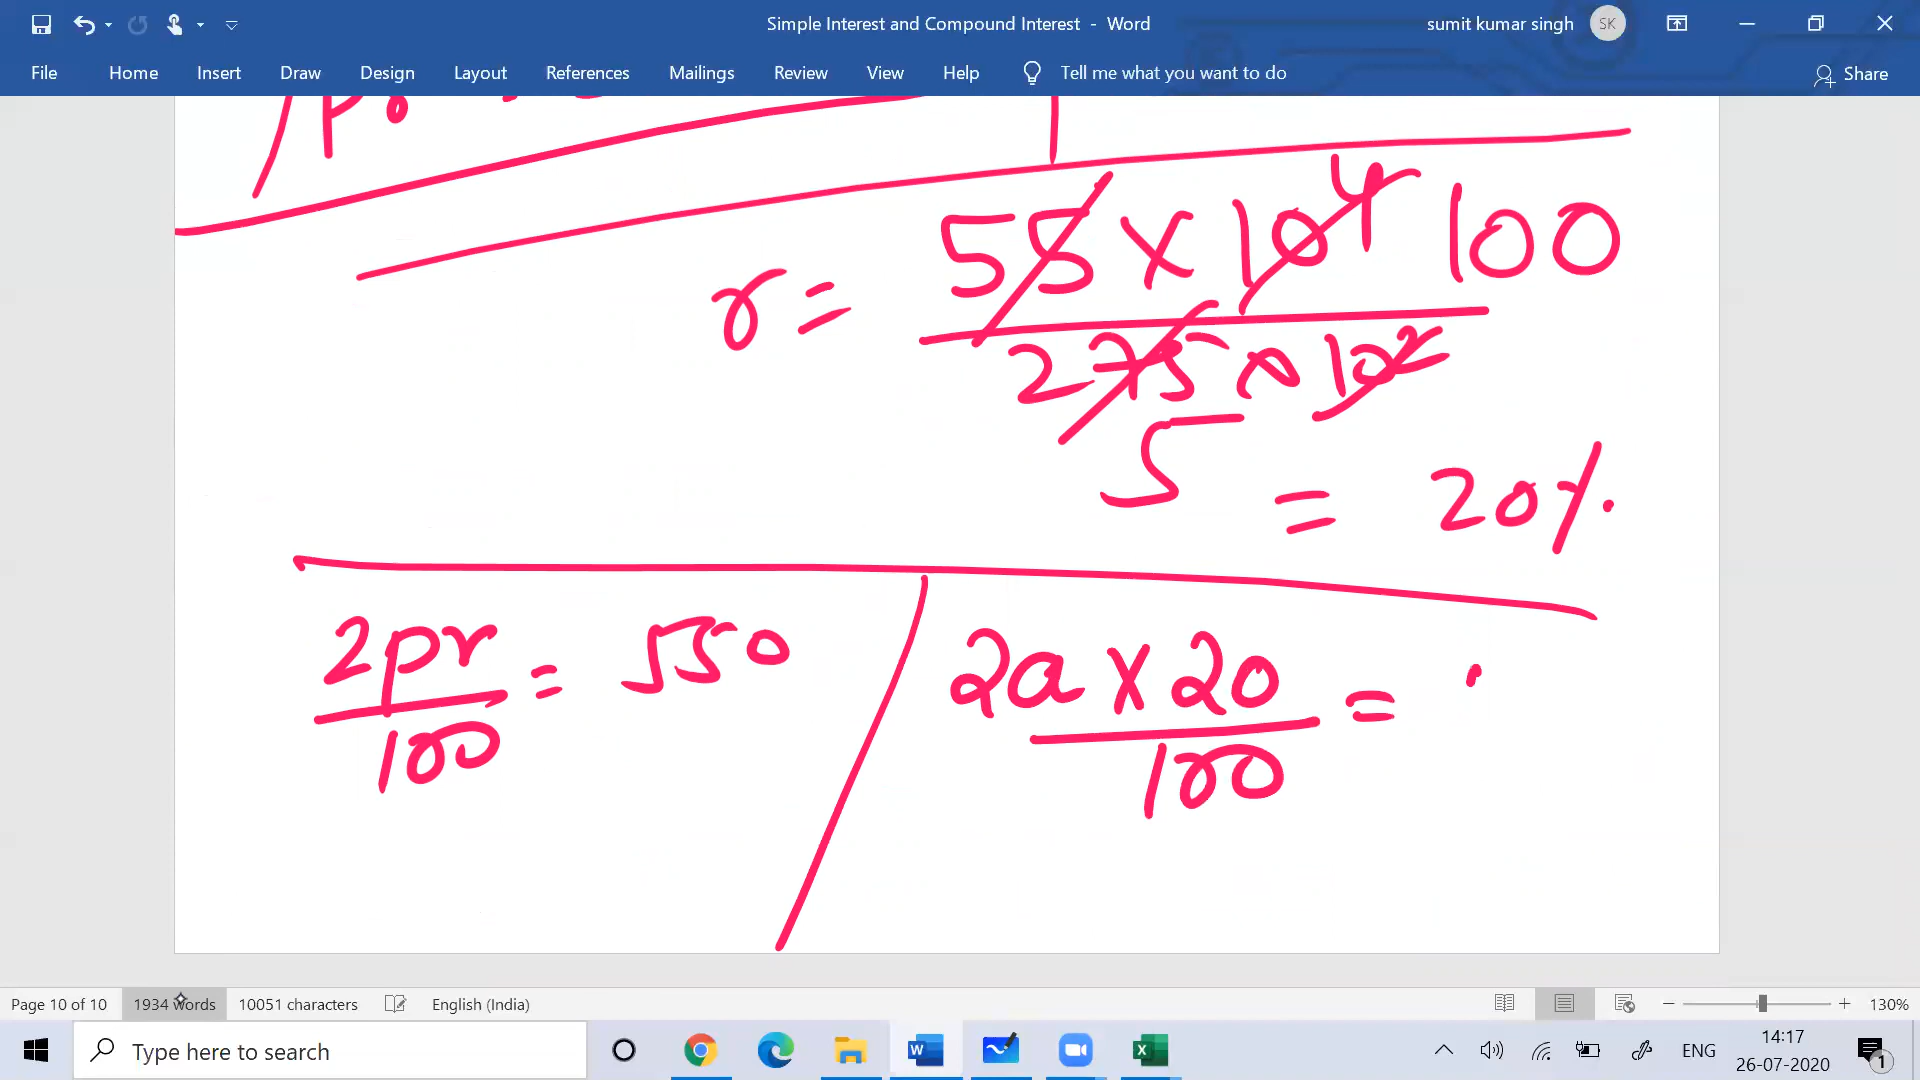 Simple Interest and Compound Interest - Word
sumit kumar singh
SK
File Home Insert Draw Design Layout References Mailings Review View Help Tell me what you want to do
Share
r = 55 × 10⁴ 100
275 × 10²
5
= 20%
2pr = 550
100
2a × 20 =
100
Page 10 of 10 1934 words 10051 characters English (India)
130%
Type here to search
ENG
14:17
26-07-2020
1